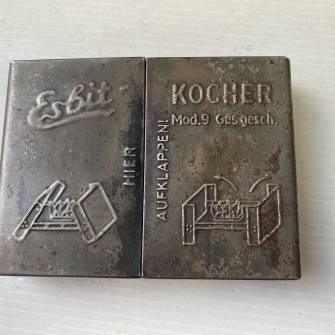 Esbit
HIER
AUFKLAPPEN!
KOCHER
Mod.9 Ges.gesch.